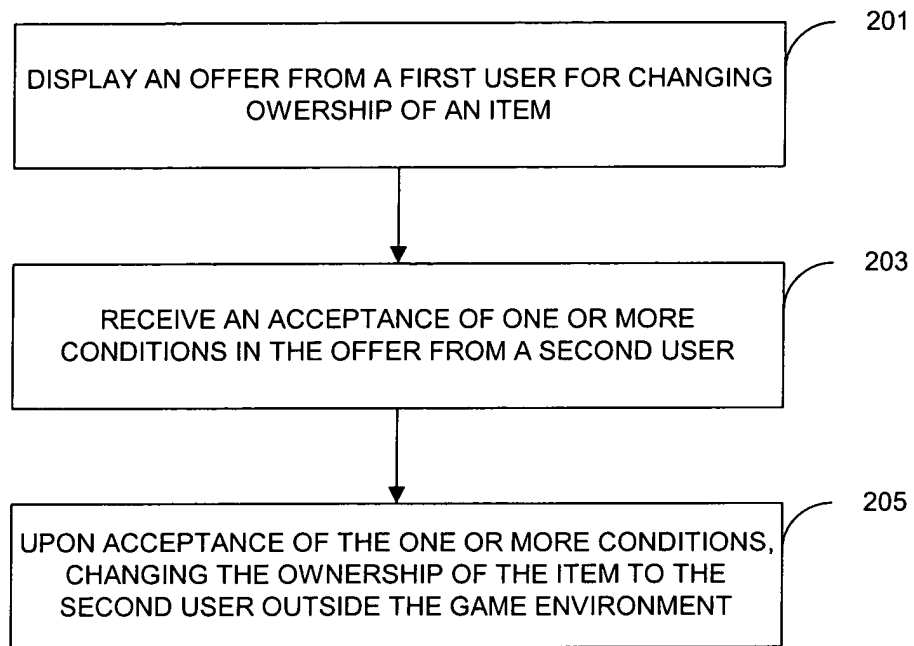 201
DISPLAY AN OFFER FROM A FIRST USER FOR CHANGING
OWERSHIP OF AN ITEM
203
RECEIVE AN ACCEPTANCE OF ONE OR MORE
CONDITIONS IN THE OFFER FROM A SECOND USER
205
UPON ACCEPTANCE OF THE ONE OR MORE CONDITIONS,
CHANGING THE OWNERSHIP OF THE ITEM TO THE
SECOND USER OUTSIDE THE GAME ENVIRONMENT